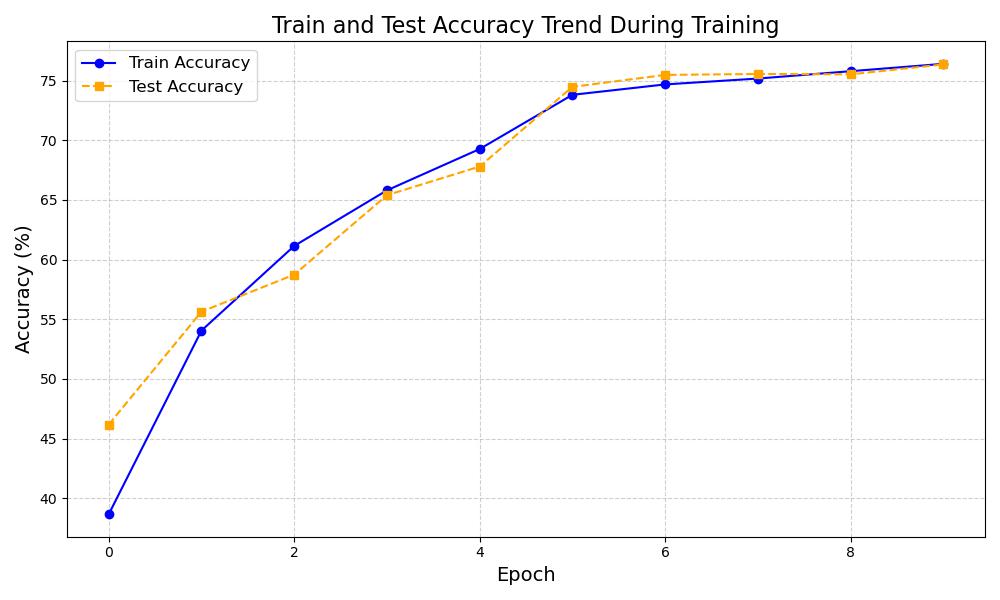 Train and Test Accuracy Trend During Training
Train Accuracy
Test Accuracy
Accuracy (%)
75
70
65
60
55
50
45
40
0 2 4 6 8
Epoch